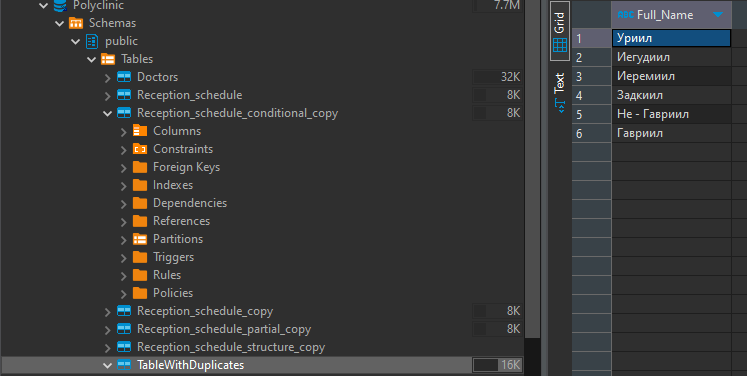 Polyclinic 7.7M
Schemas
public
Tables
Doctors 32K
Reception_schedule 8K
Reception_schedule_conditional_copy 8K
Columns
Constraints
Foreign Keys
Indexes
Dependencies
References
Partitions
Triggers
Rules
Policies
Reception_schedule_copy 8K
Reception_schedule_partial_copy 8K
Reception_schedule_structure_copy
TableWithDuplicates 16K
Grid
Text
ABC Full_Name
1 Уриил
2 Иегудиил
3 Иеремиил
4 Задкиил
5 Не - Гавриил
6 Гавриил